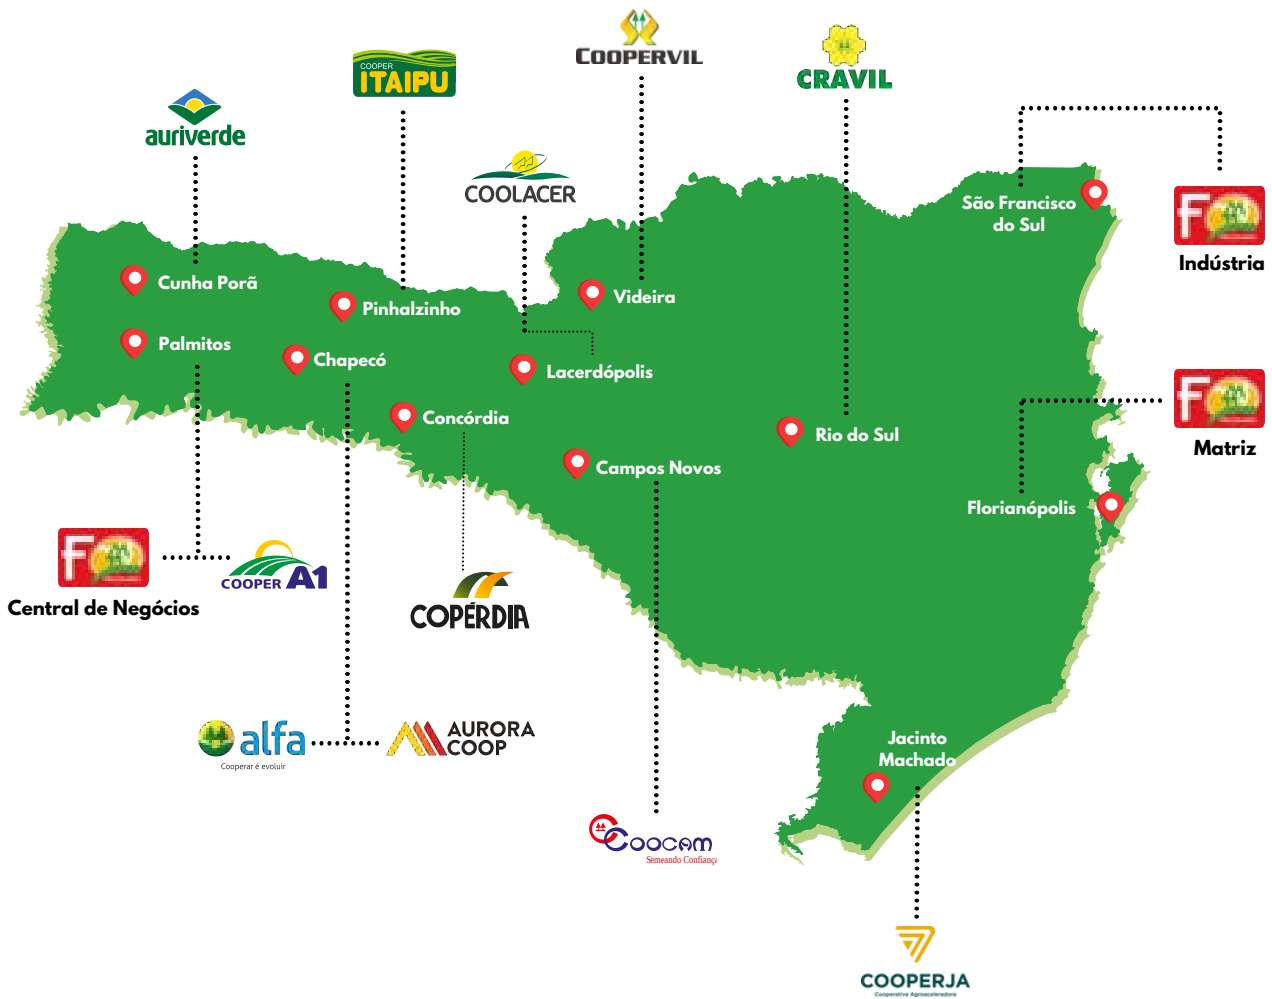 COOPERVIL
CRAVIL
COOPER
ITAIPU
auriverde
COOLACER
São Francisco
do Sul
F
Indústria
Cunha Porã
Pinhalzinho
Videira
Palmitos
Chapecó
Lacerdópolis
F
Matriz
Concórdia
Rio do Sul
Campos Novos
Florianópolis
F
Central de Negócios
COOPER A1
COPÉRDIA
alfa
Cooperar é evoluir
AURORA
COOP
Jacinto
Machado
COOCAM
Semeando Confiança
COOPERJA
Cooperativa Agroaceleradora